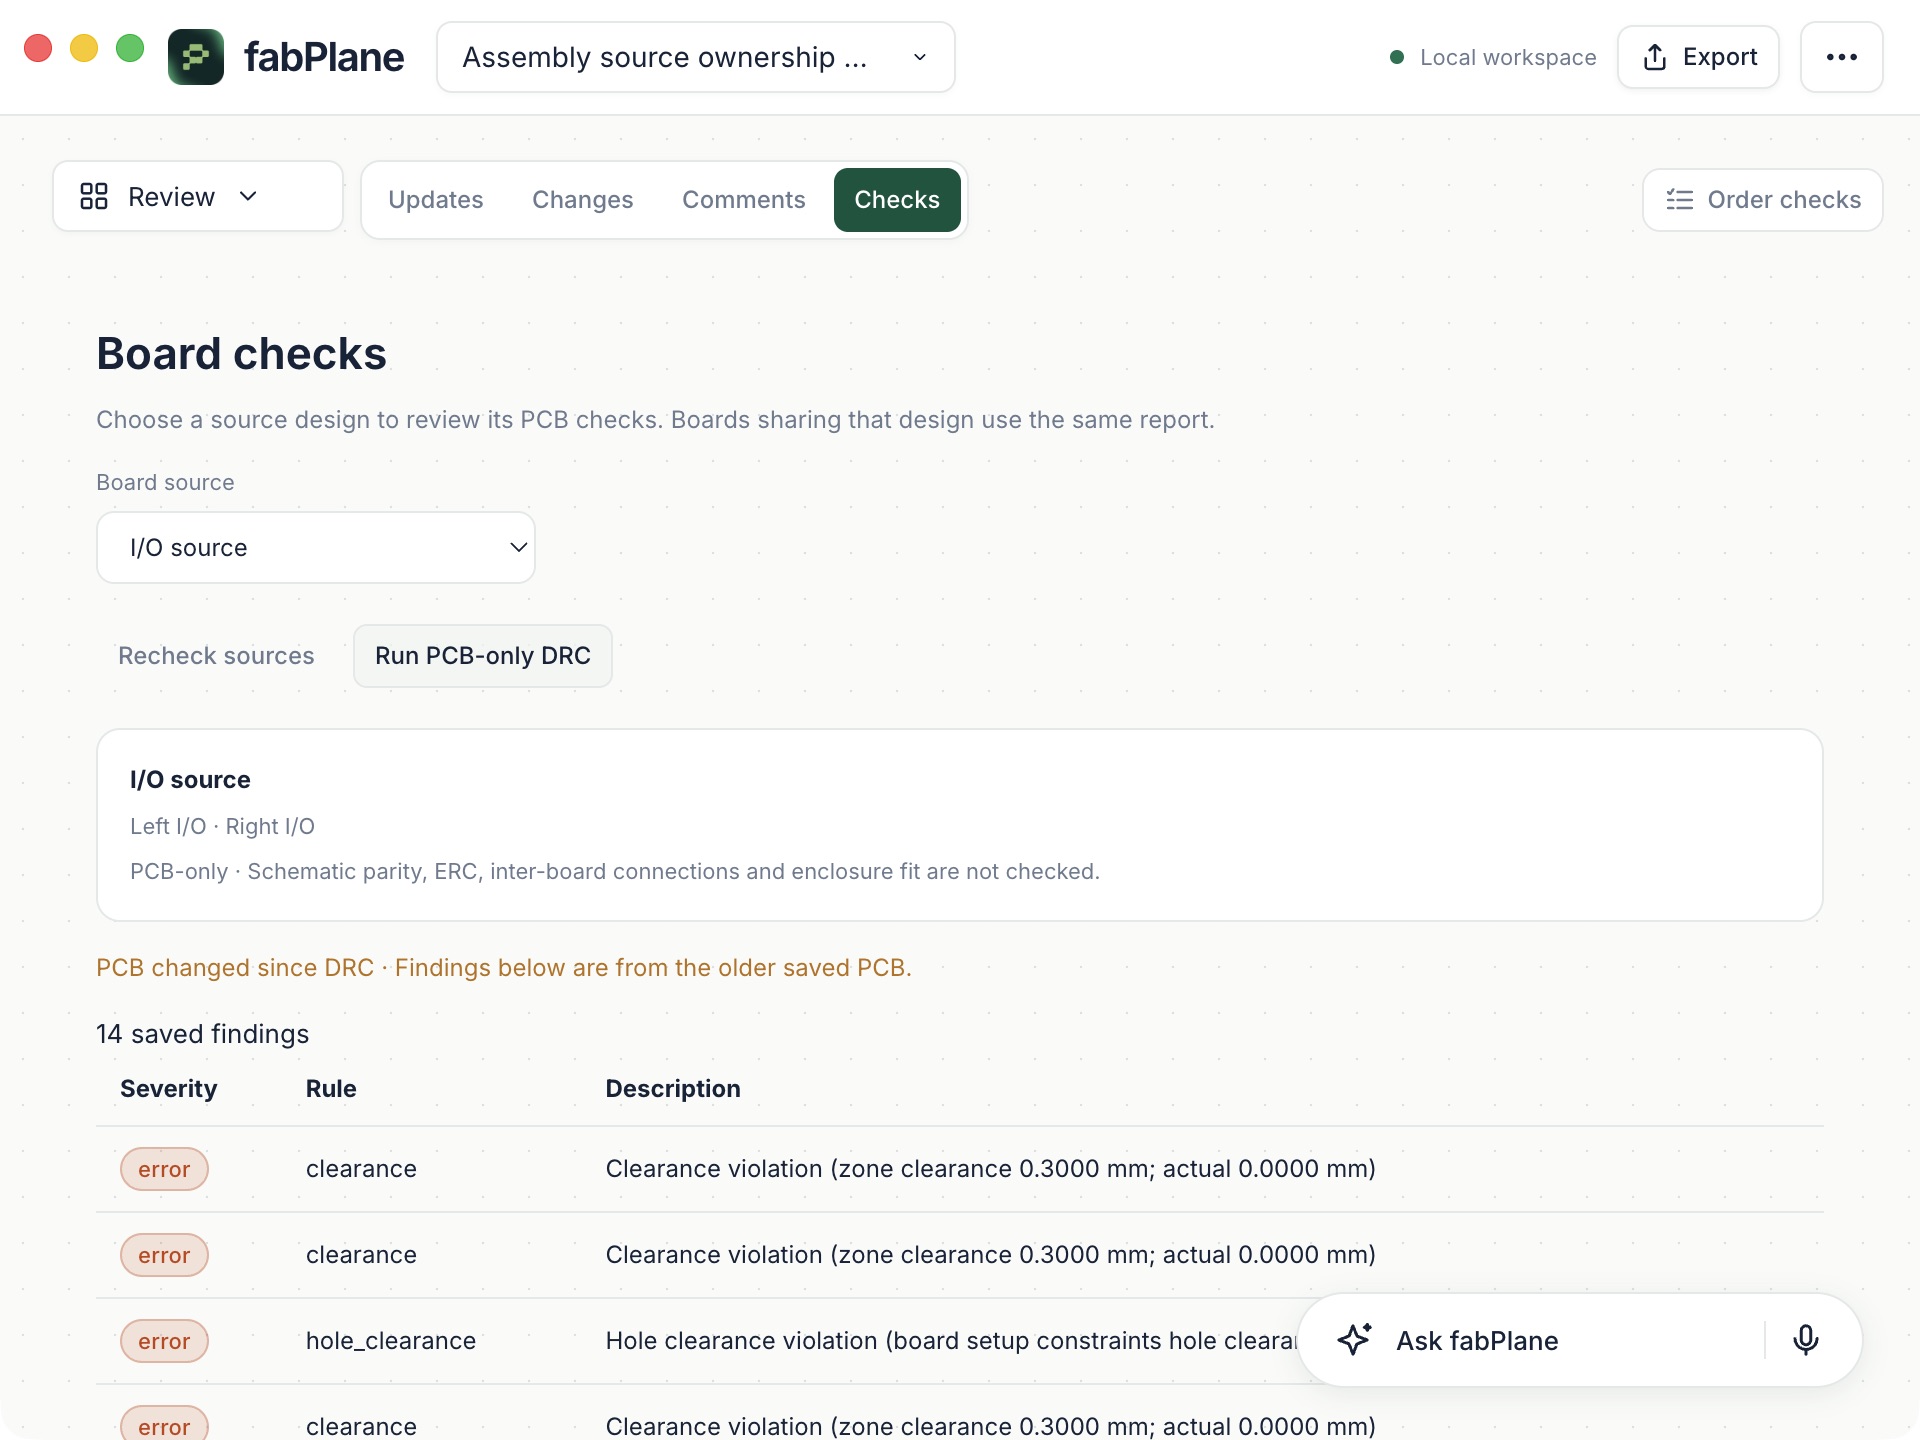 fabPlane
Assembly source ownership ...
Local workspace
Export
Review
Updates
Changes
Comments
Checks
Order checks
Board checks
Choose a source design to review its PCB checks. Boards sharing that design use the same report.
Board source
I/O source
Recheck sources
Run PCB-only DRC
I/O source
Left I/O · Right I/O
PCB-only · Schematic parity, ERC, inter-board connections and enclosure fit are not checked.
PCB changed since DRC · Findings below are from the older saved PCB.
14 saved findings
Severity Rule Description
error clearance Clearance violation (zone clearance 0.3000 mm; actual 0.0000 mm)
error clearance Clearance violation (zone clearance 0.3000 mm; actual 0.0000 mm)
error hole_clearance Hole clearance violation (board setup constraints hole
Ask fabPlane
error clearance Clearance violation (zone clearance 0.3000 mm; actual 0.0000 mm)